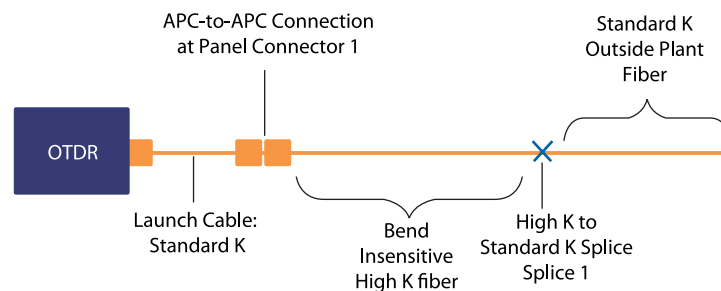 APC-to-APC Connection
at Panel Connector 1
Standard K
Outside Plant
Fiber
OTDR
Launch Cable:
Standard K
Bend
Insensitive
High K fiber
High K to
Standard K Splice
Splice 1